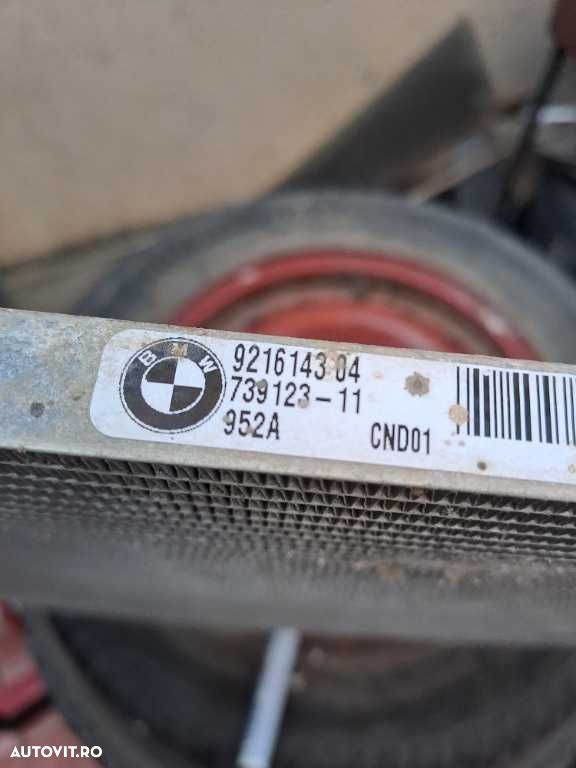 BMW
9216143 04
739123-11
952A CND01
AUTOVIT.RO